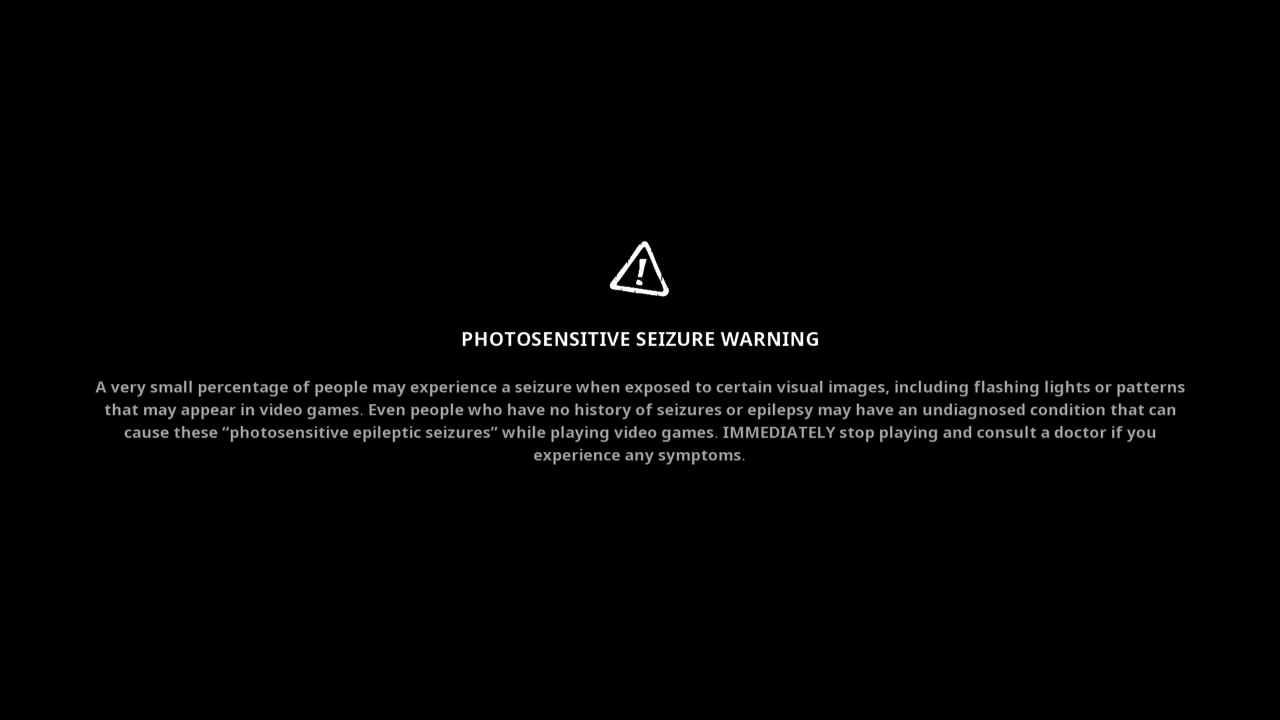 PHOTOSENSITIVE SEIZURE WARNING
A very small percentage of people may experience a seizure when exposed to certain visual images, including flashing lights or patterns
that may appear in video games. Even people who have no history of seizures or epilepsy may have an undiagnosed condition that can
cause these “photosensitive epileptic seizures” while playing video games. IMMEDIATELY stop playing and consult a doctor if you
experience any symptoms.